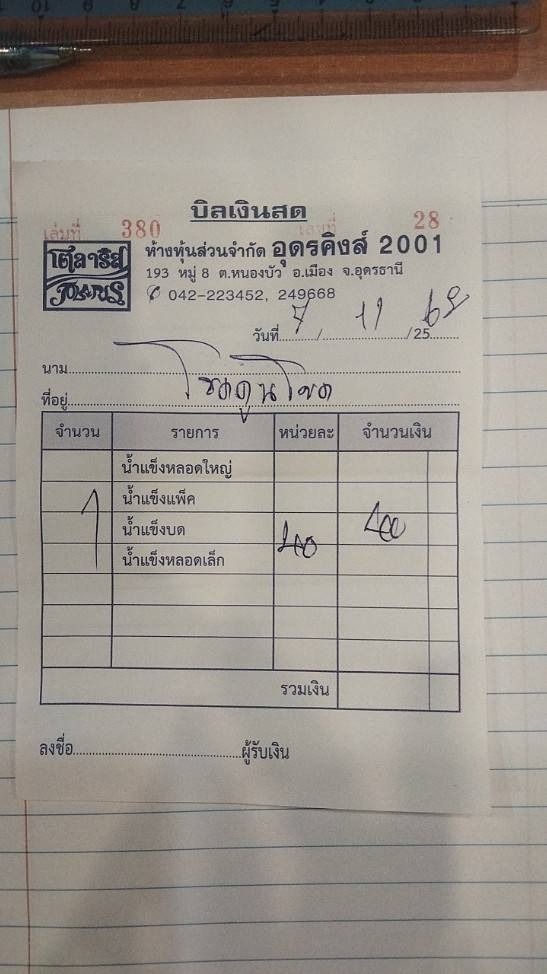 บิลเงินสด
เล่มที่ 380 เลขที่ 28
โพลาริส
ห้างหุ้นส่วนจำกัด อุดรคิงส์ 2001
193 หมู่ 8 ต.หนองบัว อ.เมือง จ.อุดรธานี
042-223452, 249668
วันที่ 7 / 11 / 25 68
นาม
ที่อยู่
จำนวน รายการ หน่วยละ จำนวนเงิน
น้ำแข็งหลอดใหญ่
น้ำแข็งแพ็ค
1 น้ำแข็งบด 40
น้ำแข็งหลอดเล็ก
รวมเงิน
ลงชื่อ ผู้รับเงิน